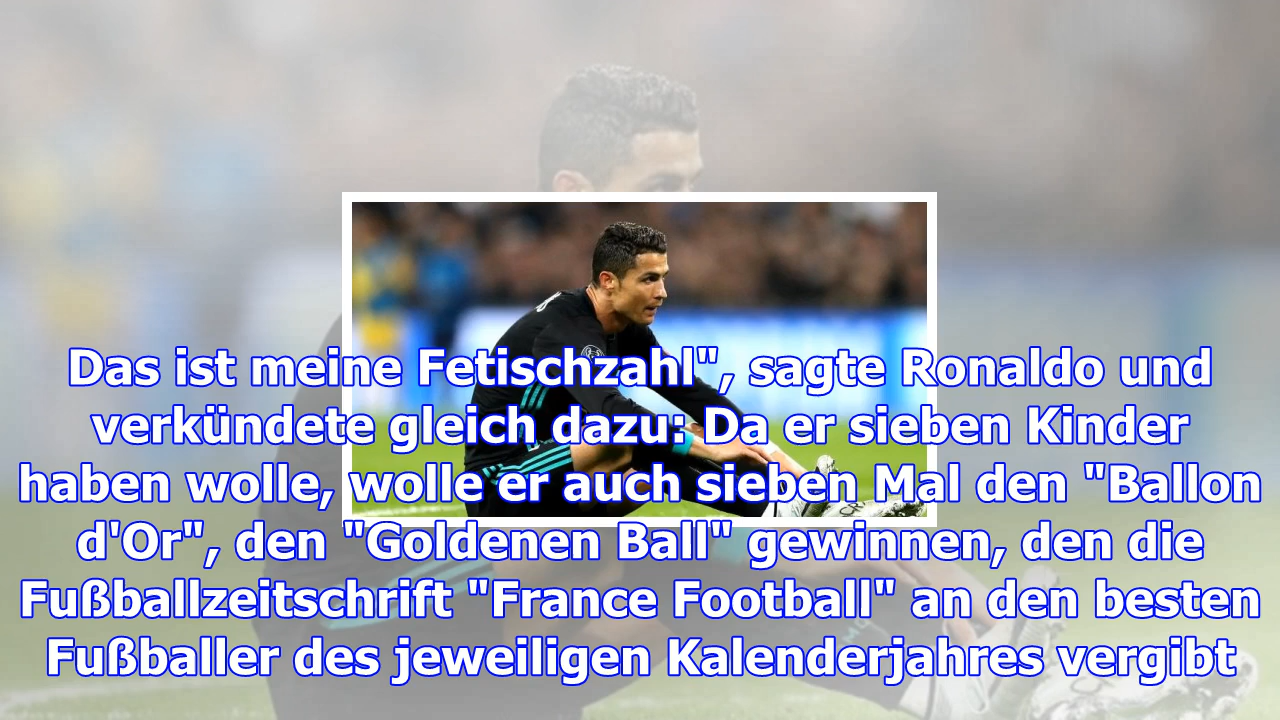 Das ist meine Fetischzahl", sagte Ronaldo und
verkündete gleich dazu: Da er sieben Kinder
haben wolle, wolle er auch sieben Mal den "Ballon
d'Or", den "Goldenen Ball" gewinnen, den die
Fußballzeitschrift "France Football" an den besten
Fußballer des jeweiligen Kalenderjahres vergibt